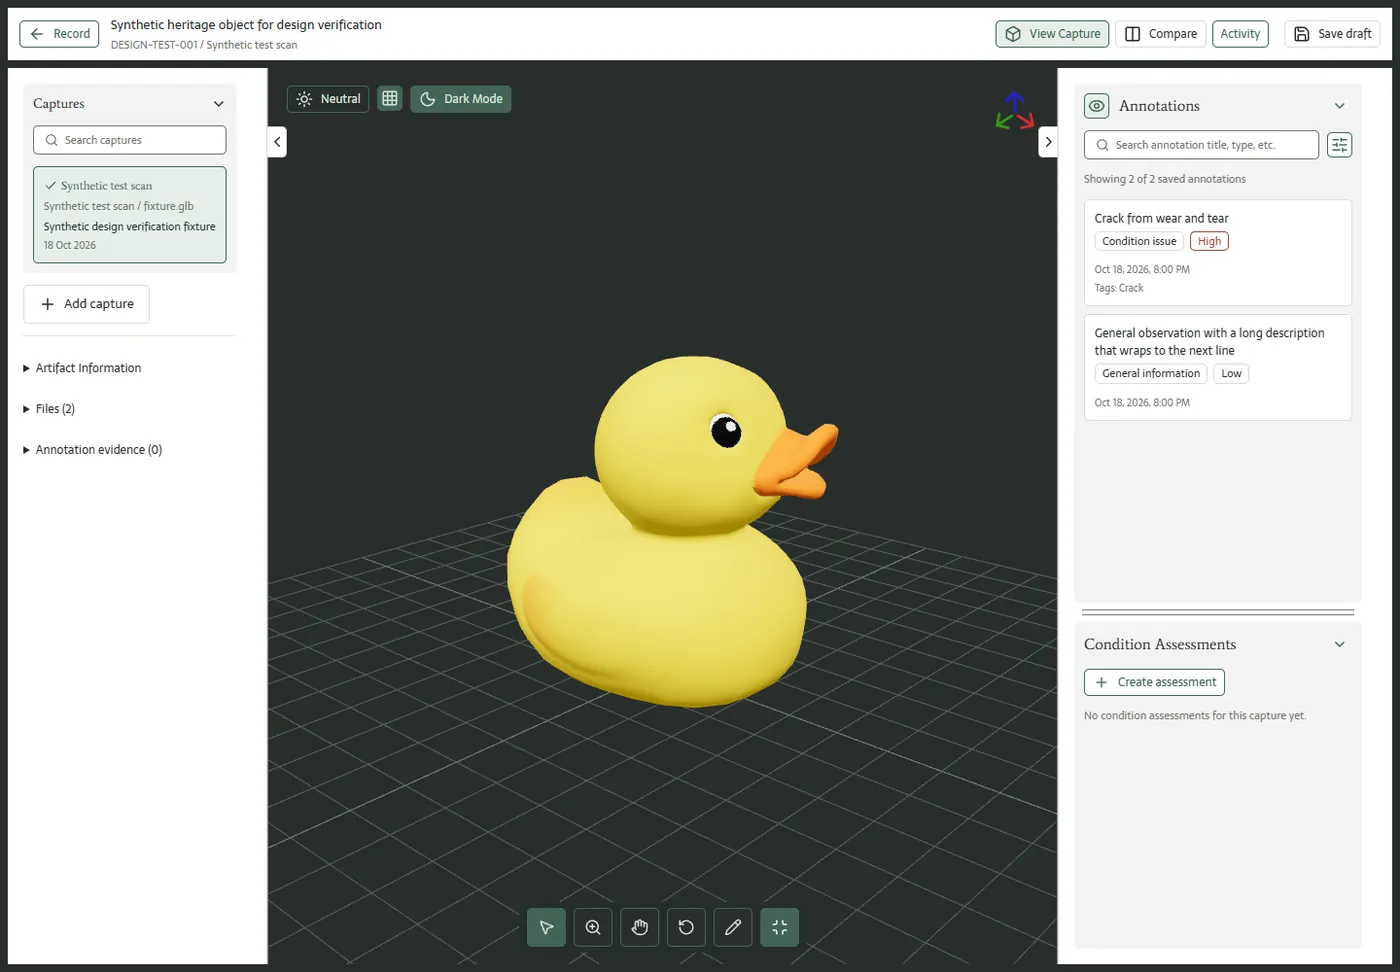 Record
Synthetic heritage object for design verification
DESIGN-TEST-001 / Synthetic test scan
View Capture
Compare
Activity
Save draft
Captures
Search captures
Synthetic test scan
Synthetic test scan / fixture.glb
Synthetic design verification fixture
18 Oct 2026
Add capture
Artifact Information
Files (2)
Annotation evidence (0)
Neutral
Dark Mode
Annotations
Search annotation title, type, etc.
Showing 2 of 2 saved annotations
Crack from wear and tear
Condition issue
High
Oct 18, 2026, 8:00 PM
Tags: Crack
General observation with a long description
that wraps to the next line
General information
Low
Oct 18, 2026, 8:00 PM
Condition Assessments
Create assessment
No condition assessments for this capture yet.